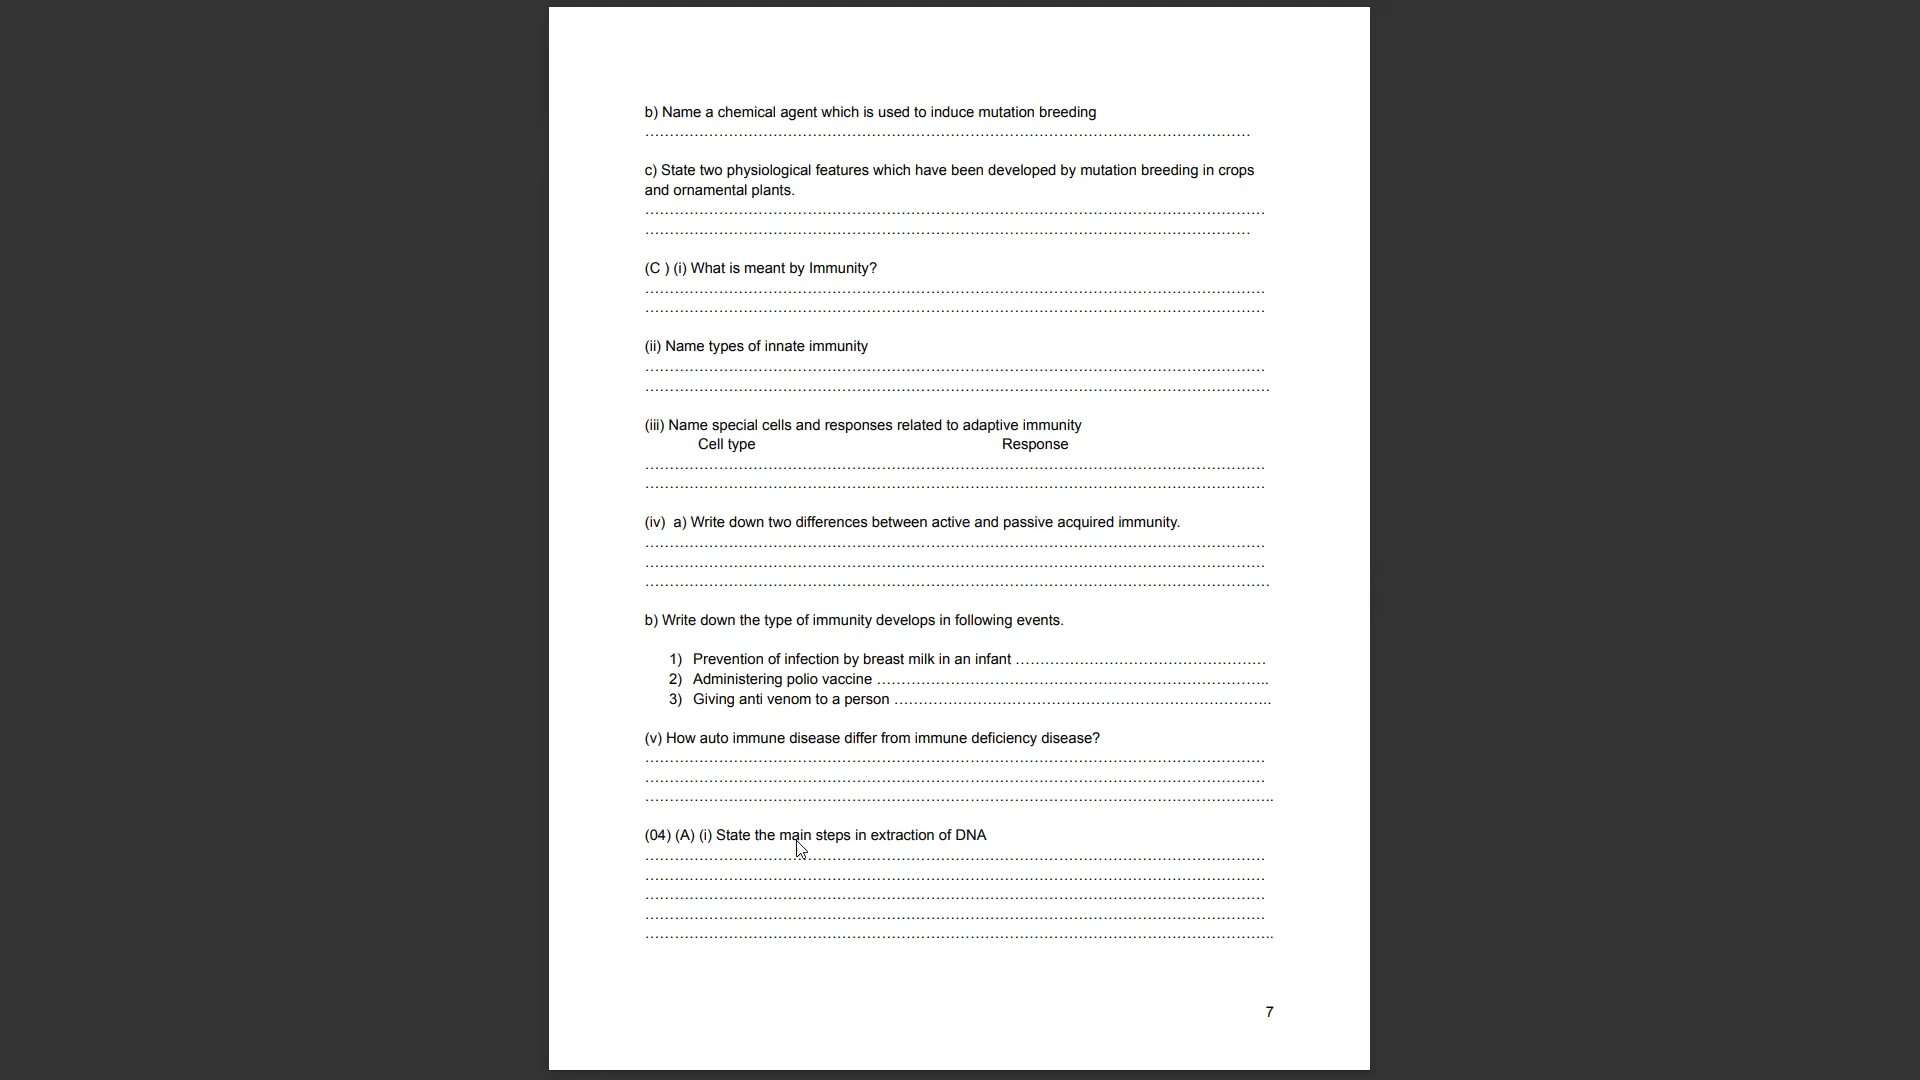 b) Name a chemical agent which is used to induce mutation breeding
……………………………………………………………………………………………………………
c) State two physiological features which have been developed by mutation breeding in crops
and ornamental plants.
………………………………………………………………………………………………………………
……………………………………………………………………………………………………………
(C ) (i) What is meant by Immunity?
………………………………………………………………………………………………………………
………………………………………………………………………………………………………………
(ii) Name types of innate immunity
………………………………………………………………………………………………………………
……………………………………………………………………………………………………………….
(iii) Name special cells and responses related to adaptive immunity
Cell type Response
………………………………………………………………………………………………………………
………………………………………………………………………………………………………………
(iv) a) Write down two differences between active and passive acquired immunity.
………………………………………………………………………………………………………………
………………………………………………………………………………………………………………
……………………………………………………………………………………………………………….
b) Write down the type of immunity develops in following events.
1) Prevention of infection by breast milk in an infant ……………………………………………
2) Administering polio vaccine ……………………………………………………………………..
3) Giving anti venom to a person …………………………………………………………………..
(v) How auto immune disease differ from immune deficiency disease?
………………………………………………………………………………………………………………
………………………………………………………………………………………………………………
………………………………………………………………………………………………………………..
(04) (A) (i) State the main steps in extraction of DNA
………………………………………………………………………………………………………………
………………………………………………………………………………………………………………
………………………………………………………………………………………………………………
………………………………………………………………………………………………………………
………………………………………………………………………………………………………………..
7